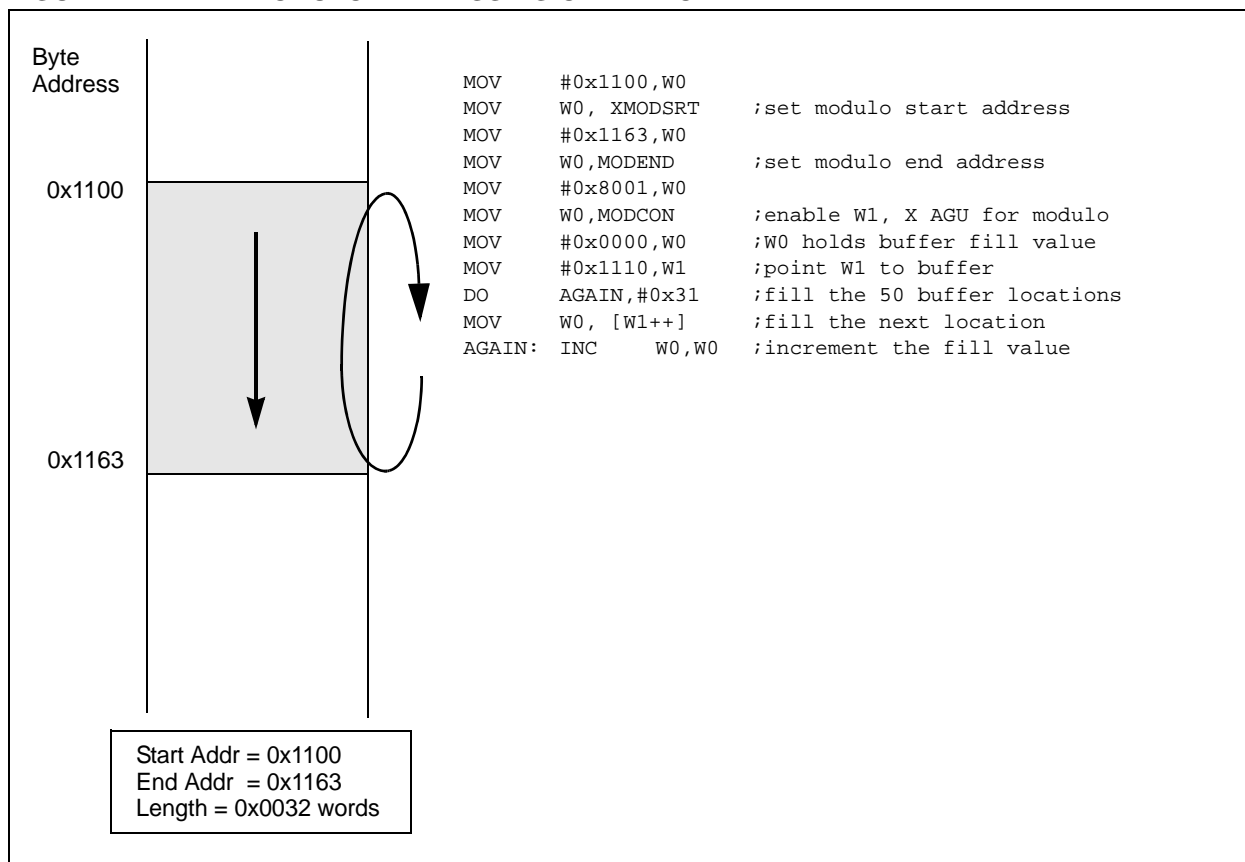 Byte
Address
MOV #0x1100,W0
MOV W0, XMODSRT ;set modulo start address
MOV #0x1163,W0
MOV W0,MODEND ;set modulo end address
MOV #0x8001,W0
MOV W0,MODCON ;enable W1, X AGU for modulo
MOV #0x0000,W0 ;W0 holds buffer fill value
MOV #0x1110,W1 ;point W1 to buffer
DO AGAIN,#0x31 ;fill the 50 buffer locations
MOV W0, [W1++] ;fill the next location
AGAIN: INC W0,W0 ;increment the fill value
0x1100
0x1163
Start Addr = 0x1100
End Addr = 0x1163
Length = 0x0032 words